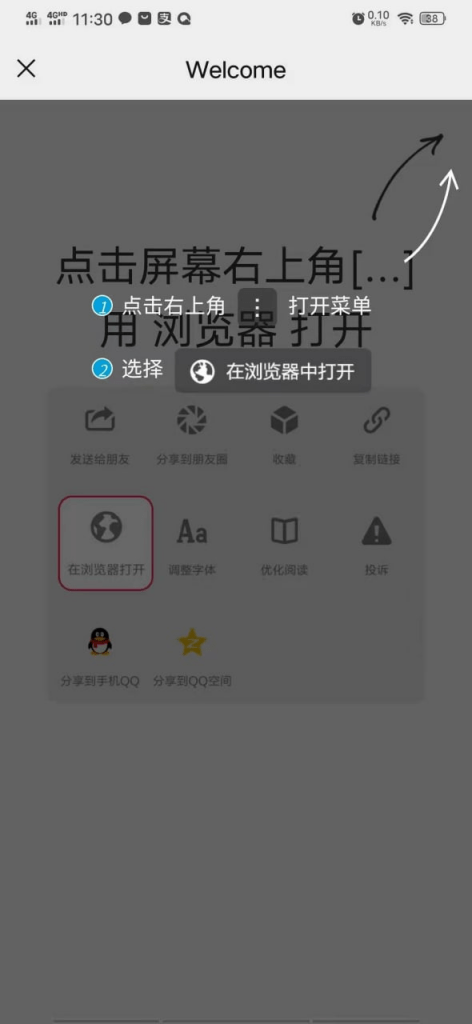 4G 4GHD 11:30 0.10 KB/s 38
Welcome
点击屏幕右上角[...]
1 点击右上角 打开菜单
用 浏览器 打开
2 选择 在浏览器中打开
发送给朋友 分享到朋友圈 收藏 复制链接
Aa
在浏览器打开 调整字体 优化阅读 投诉
分享到手机QQ 分享到QQ空间